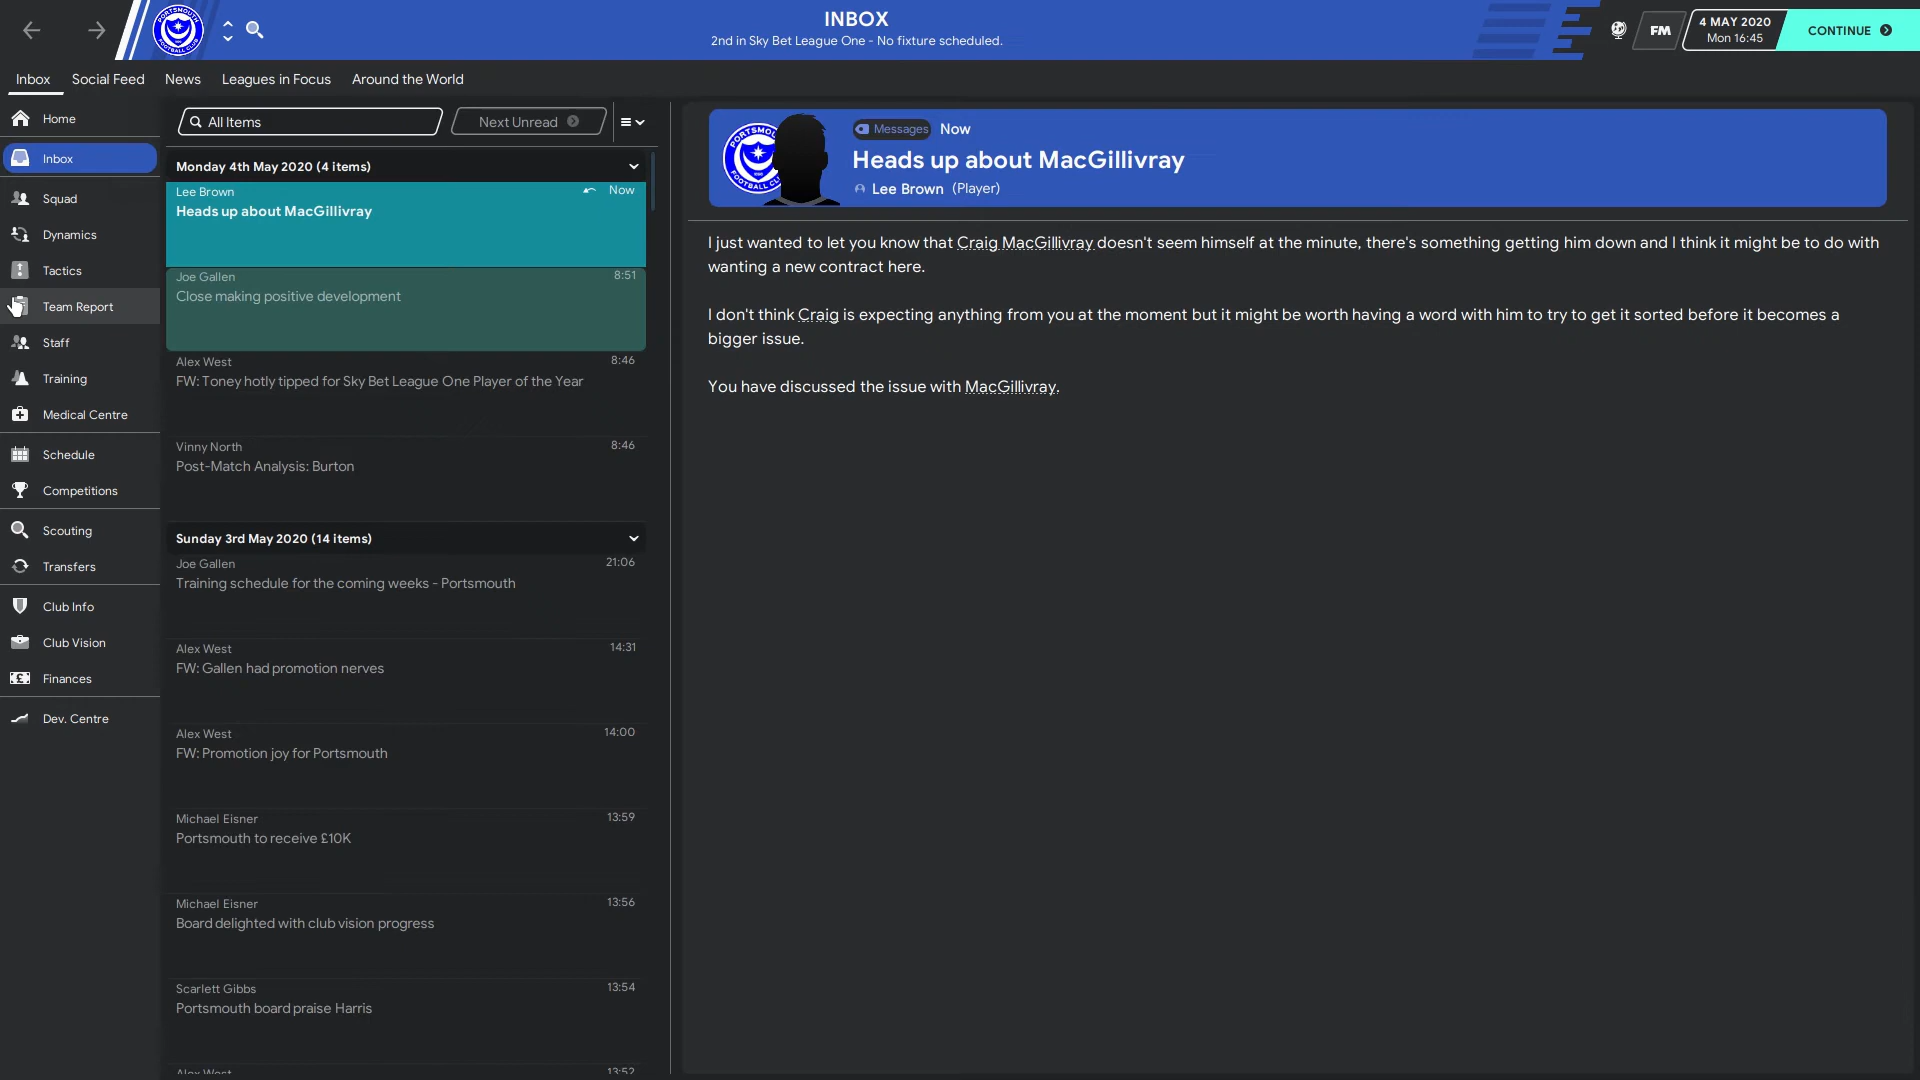 INBOX
2nd in Sky Bet League One - No fixture scheduled.
FM
4 MAY 2020
Mon 16:45
CONTINUE
Inbox
Social Feed
News
Leagues in Focus
Around the World
Home
Inbox
Squad
Dynamics
Tactics
Team Report
Staff
Training
Medical Centre
Schedule
Competitions
Scouting
Transfers
Club Info
Club Vision
Finances
Dev. Centre
All Items
Next Unread
Monday 4th May 2020 (4 items)
Lee Brown
Now
Heads up about MacGillivray
Joe Gallen
8:51
Close making positive development
Alex West
8:46
FW: Toney hotly tipped for Sky Bet League One Player of the Year
Vinny North
8:46
Post-Match Analysis: Burton
Sunday 3rd May 2020 (14 items)
Joe Gallen
21:06
Training schedule for the coming weeks - Portsmouth
Alex West
14:31
FW: Gallen had promotion nerves
Alex West
14:00
FW: Promotion joy for Portsmouth
Michael Eisner
13:59
Portsmouth to receive £10K
Michael Eisner
13:56
Board delighted with club vision progress
Scarlett Gibbs
13:54
Portsmouth board praise Harris
Alex West
13:52
Messages
Now
Heads up about MacGillivray
Lee Brown (Player)
I just wanted to let you know that Craig MacGillivray doesn't seem himself at the minute, there's something getting him down and I think it might be to do with
wanting a new contract here.
I don't think Craig is expecting anything from you at the moment but it might be worth having a word with him to try to get it sorted before it becomes a
bigger issue.
You have discussed the issue with MacGillivray.